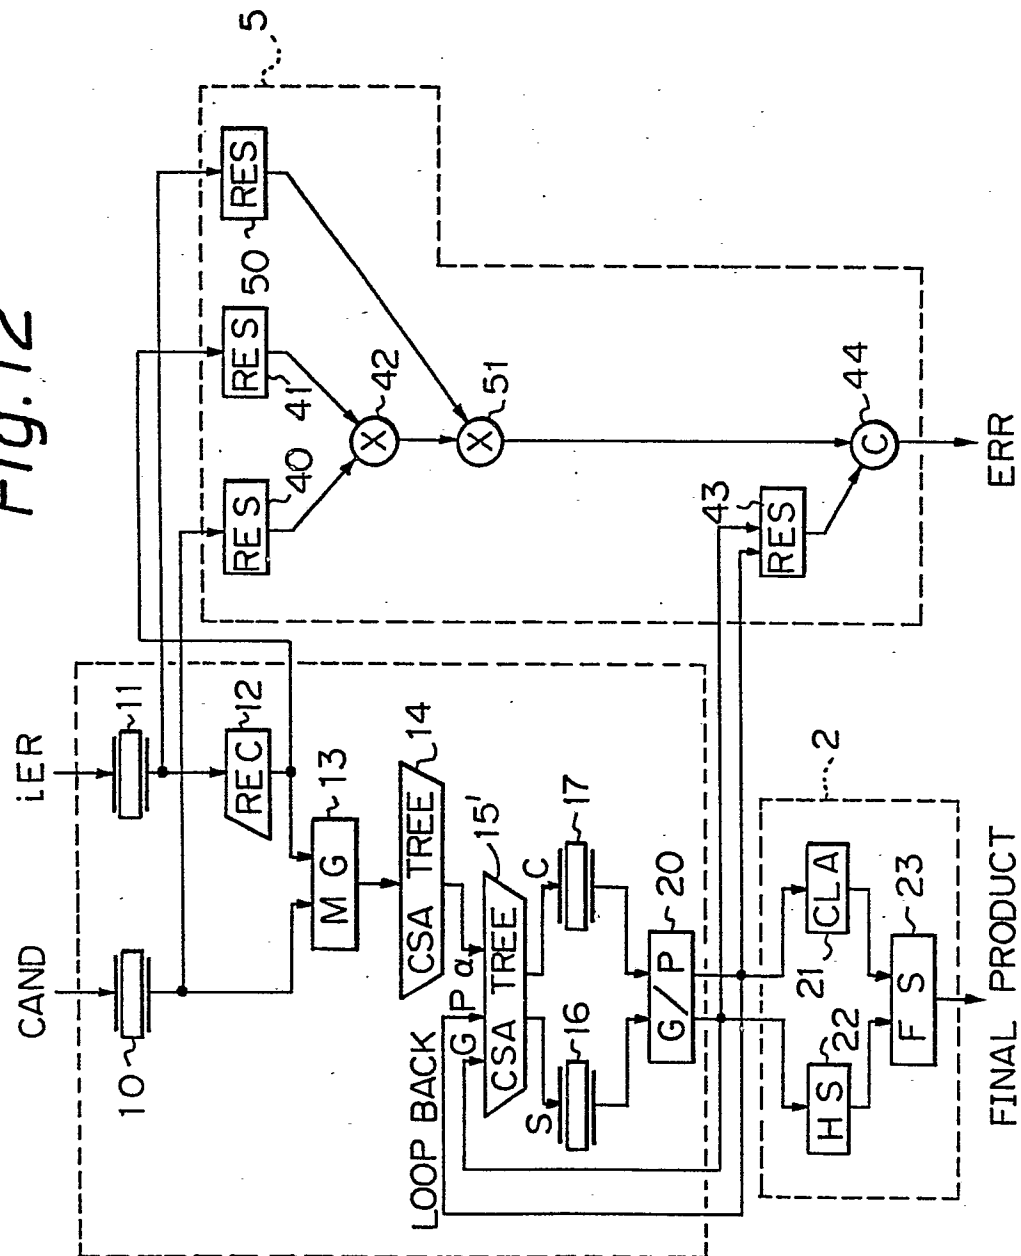 Fig. 12
CAND
iER
5
10
11
REC
12
RES
40
RES
41
RES
50
MG
13
X
42
CSA TREE
14
X
51
LOOP BACK
G P α
CSA TREE
15'
S
C
16
17
G/P
20
RES
43
C
44
ERR
2
HS
22
CLA
21
FS
23
FINAL PRODUCT